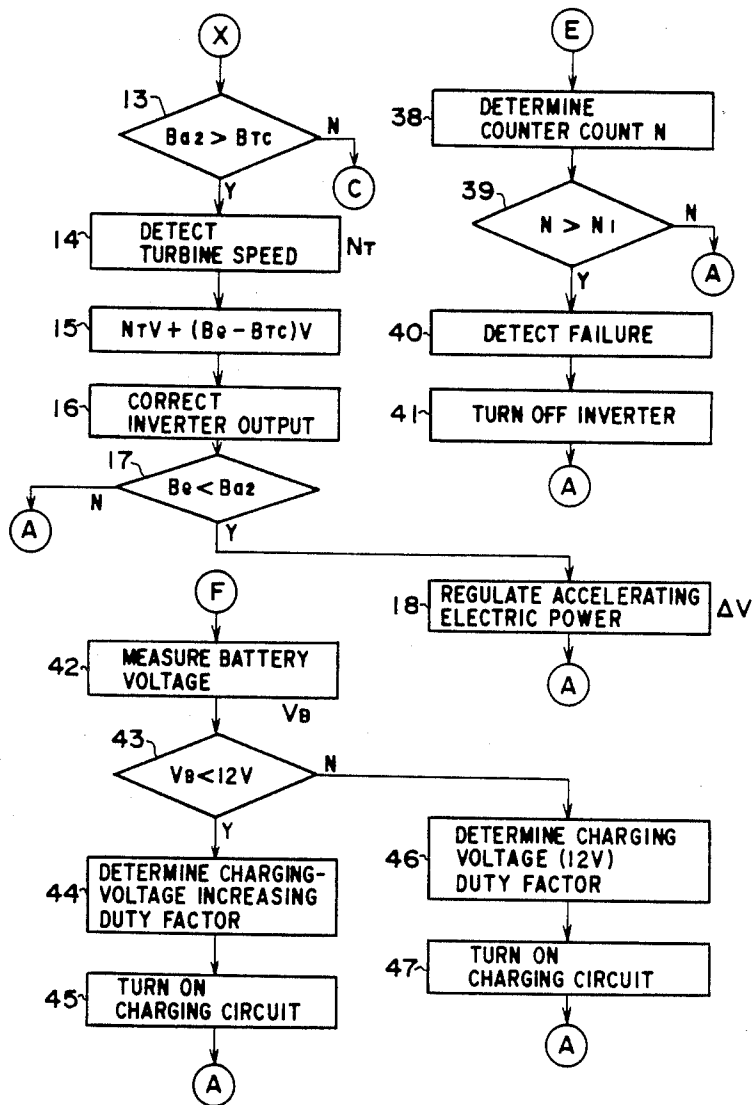 X
13
Ba2 > BTC
N
C
Y
14
DETECT
TURBINE SPEED
NT
15
NTV + (Be - BTC)V
16
CORRECT
INVERTER OUTPUT
17
Be < Ba2
N
A
Y
18
REGULATE ACCELERATING
ELECTRIC POWER
ΔV
A
E
38
DETERMINE
COUNTER COUNT N
39
N > N1
N
A
Y
40
DETECT FAILURE
41
TURN OFF INVERTER
A
F
42
MEASURE BATTERY
VOLTAGE
VB
43
VB<12V
N
Y
44
DETERMINE CHARGING-
VOLTAGE INCREASING
DUTY FACTOR
45
TURN ON
CHARGING CIRCUIT
A
46
DETERMINE CHARGING
VOLTAGE (12V)
DUTY FACTOR
47
TURN ON
CHARGING CIRCUIT
A